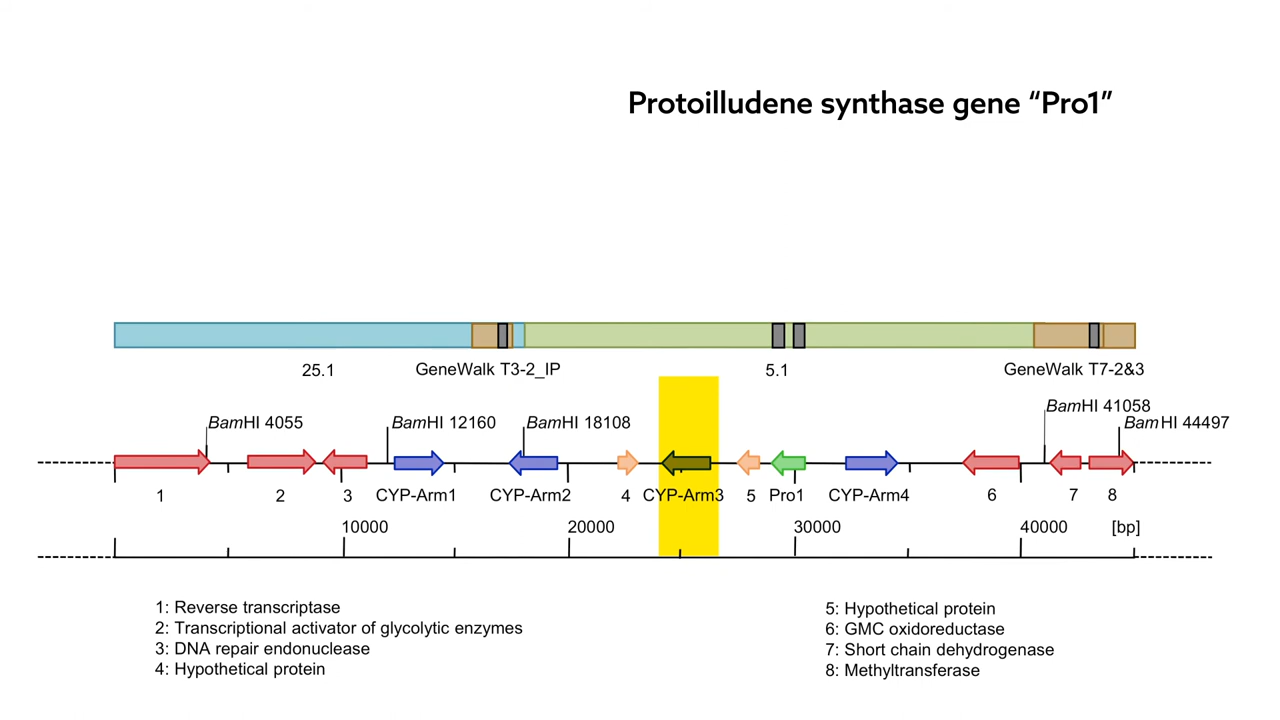 Protoilludene synthase gene “Pro1”
25.1
GeneWalk T3-2_IP
5.1
GeneWalk T7-2&3
BamHI 41058
BamHI 4055
BamHI 12160
BamHI 18108
BamHI 44497
1
2
3
CYP-Arm1
CYP-Arm2
4
CYP-Arm3
5
Pro1
CYP-Arm4
6
7
8
10000
20000
30000
40000
[bp]
1: Reverse transcriptase
2: Transcriptional activator of glycolytic enzymes
3: DNA repair endonuclease
4: Hypothetical protein
5: Hypothetical protein
6: GMC oxidoreductase
7: Short chain dehydrogenase
8: Methyltransferase